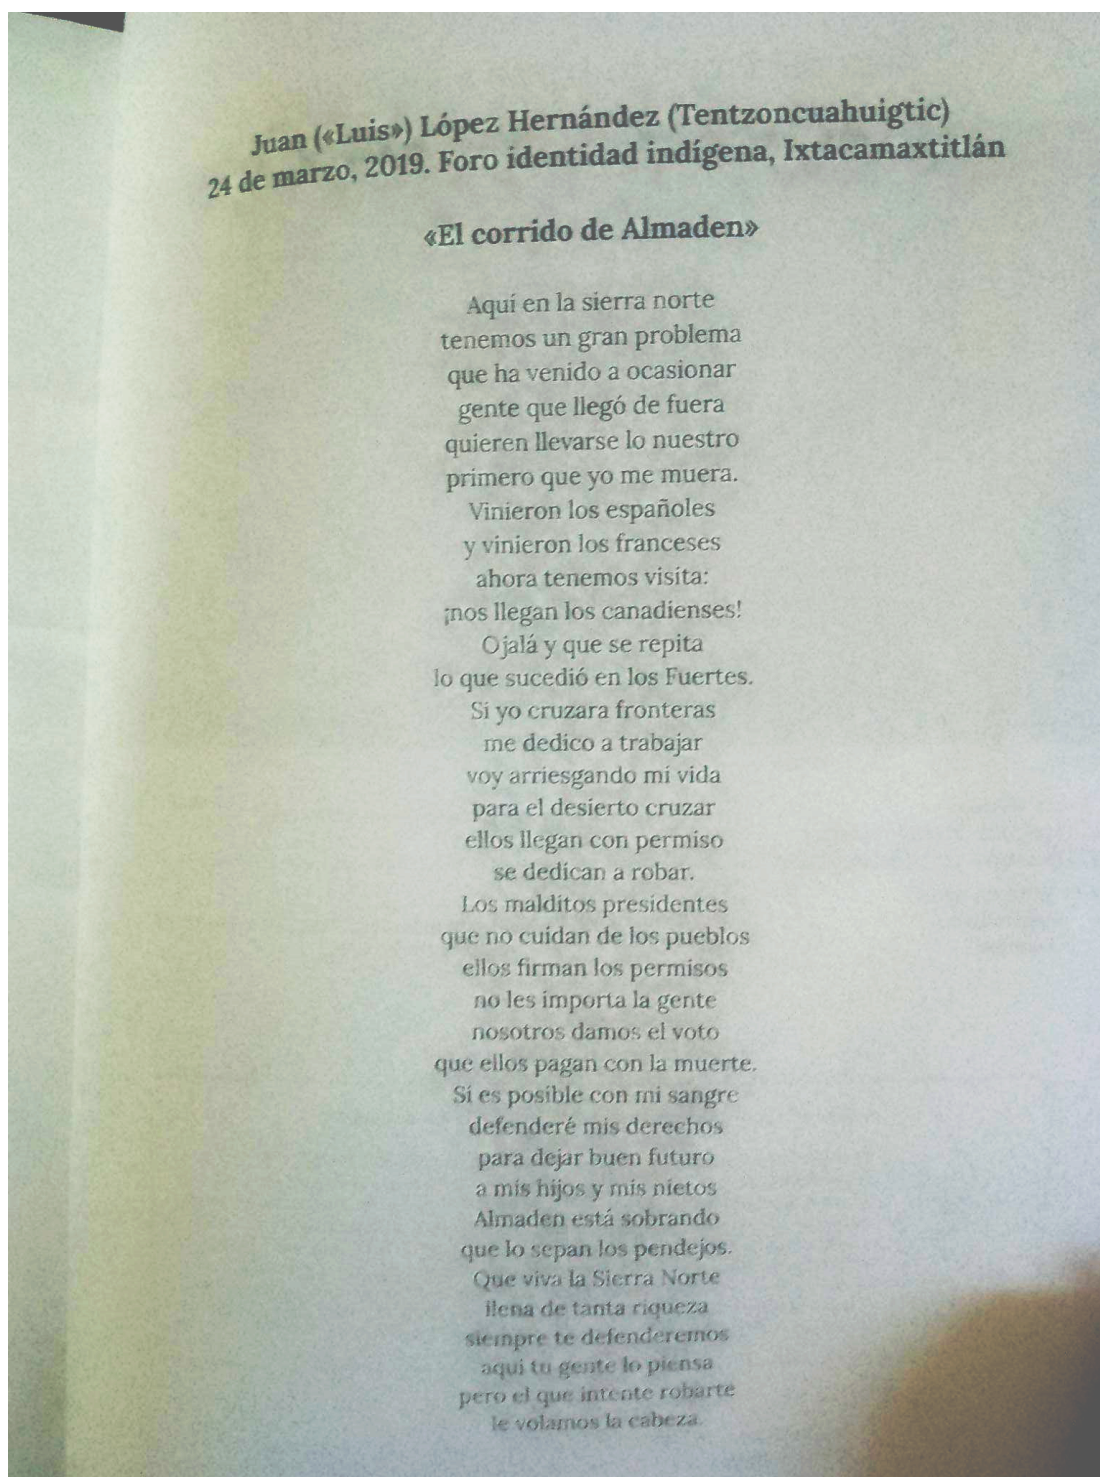 Juan («Luis») López Hernández (Tentzoncuahuigtic)
24 de marzo, 2019. Foro identidad indígena, Ixtacamaxtitlán
«El corrido de Almaden»
Aquí en la sierra norte
tenemos un gran problema
que ha venido a ocasionar
gente que llegó de fuera
quieren llevarse lo nuestro
primero que yo me muera.
Vinieron los españoles
y vinieron los franceses
ahora tenemos visita:
¡nos llegan los canadienses!
Ojalá y que se repita
lo que sucedió en los Fuertes.
Si yo cruzara fronteras
me dedico a trabajar
voy arriesgando mi vida
para el desierto cruzar
ellos llegan con permiso
se dedican a robar.
Los malditos presidentes
que no cuidan de los pueblos
ellos firman los permisos
no les importa la gente
nosotros damos el voto
que ellos pagan con la muerte.
Si es posible con mi sangre
defenderé mis derechos
para dejar buen futuro
a mis hijos y mis nietos
Almaden está sobrando
que lo sepan los pendejos.
Que viva la Sierra Norte
llena de tanta riqueza
siempre te defenderemos
aquí tu gente lo piensa
pero el que intente robarte
le volamos la cabeza.